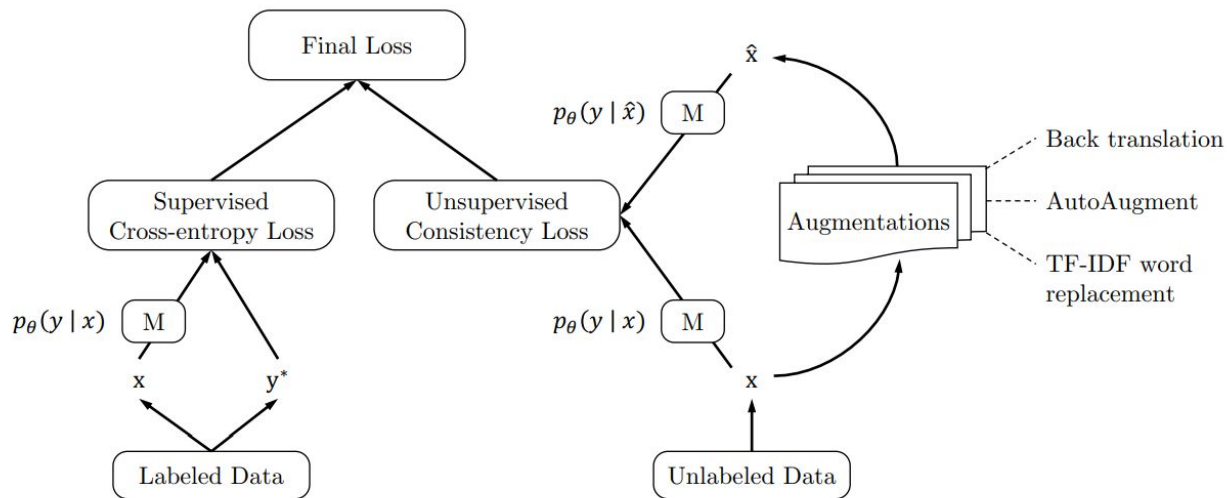 Final Loss
x̂
p_θ(y | x̂)
M
Back translation
Supervised
Cross-entropy Loss
Unsupervised
Consistency Loss
Augmentations
AutoAugment
TF-IDF word
replacement
p_θ(y | x)
M
p_θ(y | x)
M
x
y*
x
Labeled Data
Unlabeled Data